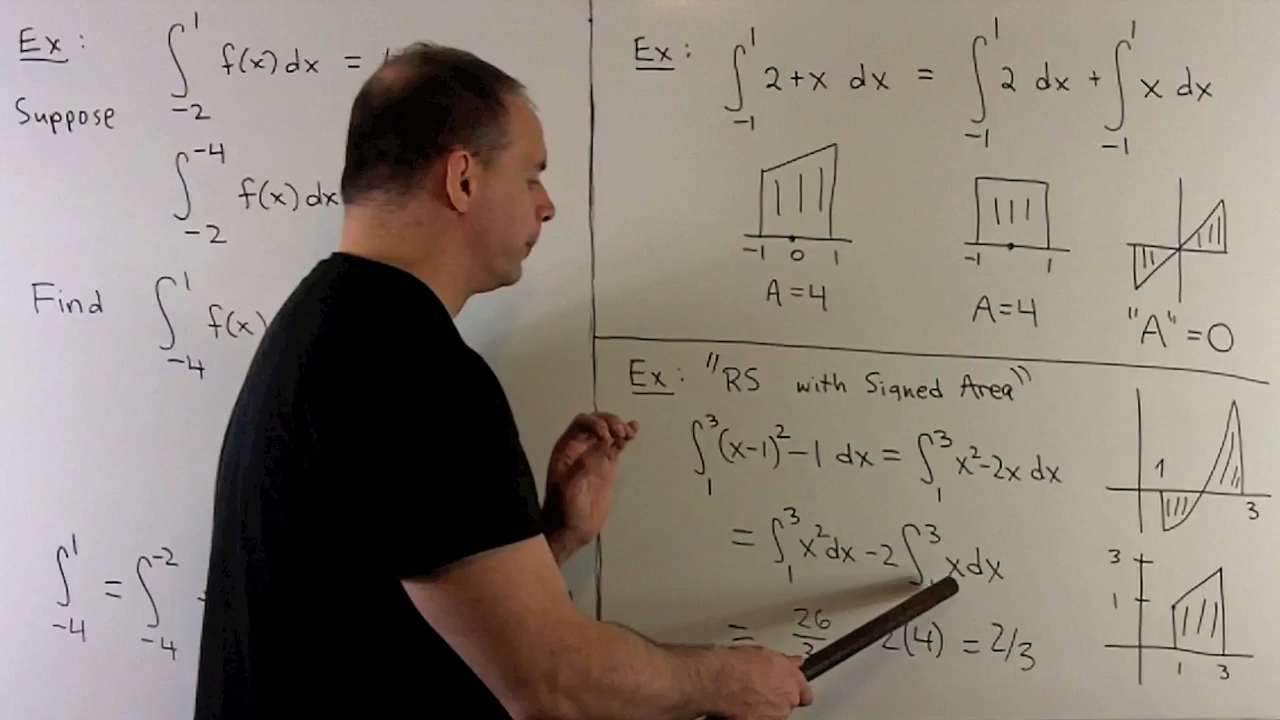 Ex:
∫_{-2}^{1} f(x) dx =
Suppose
∫_{-2}^{-4} f(x) dx
Find ∫_{-4}^{1} f(x)
∫_{-4}^{1} = ∫_{-4}^{-2}
Ex: ∫_{-1}^{1} 2+x dx = ∫_{-1}^{1} 2 dx + ∫_{-1}^{1} x dx
-1 0 1
-1 1
A=4
A=4
"A"=0
Ex: "RS with Signed Area"
∫_{1}^{3} (x-1)²-1 dx = ∫_{1}^{3} x²-2x dx
1 3
= ∫_{1}^{3} x² dx - 2∫_{1}^{3} x dx
3
1
= 26/3 2(4) = 2/3
1 3